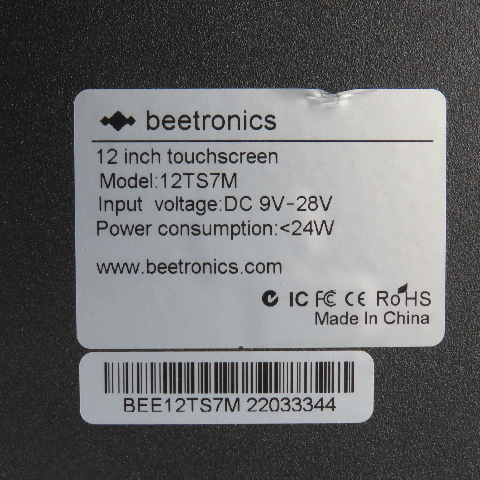 beetronics
12 inch touchscreen
Model:12TS7M
Input voltage:DC 9V-28V
Power consumption:<24W
www.beetronics.com
IC FC CE RoHS
Made In China
BEE12TS7M 22033344